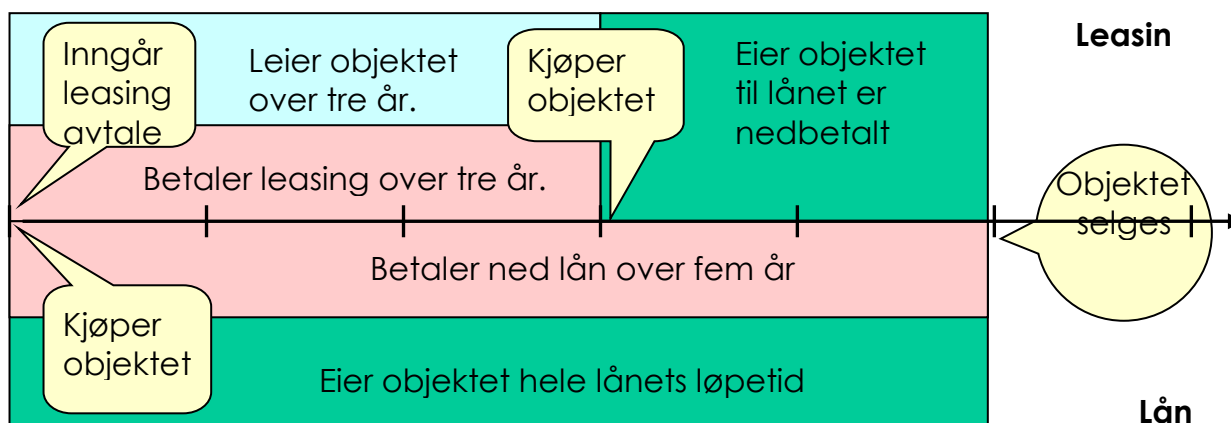 Inngår
leasing
avtale
Leier objektet
over tre år.
Kjøper
objektet
Eier objektet
til lånet er
nedbetalt
Leasin
Betaler leasing over tre år.
Objektet
selges
Betaler ned lån over fem år
Kjøper
objektet
Eier objektet hele lånets løpetid
Lån